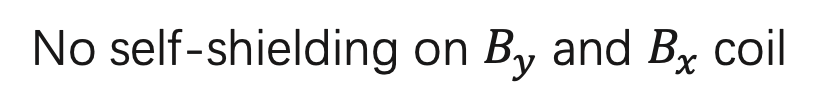 No self-shielding on $B_y$ and $B_x$ coil